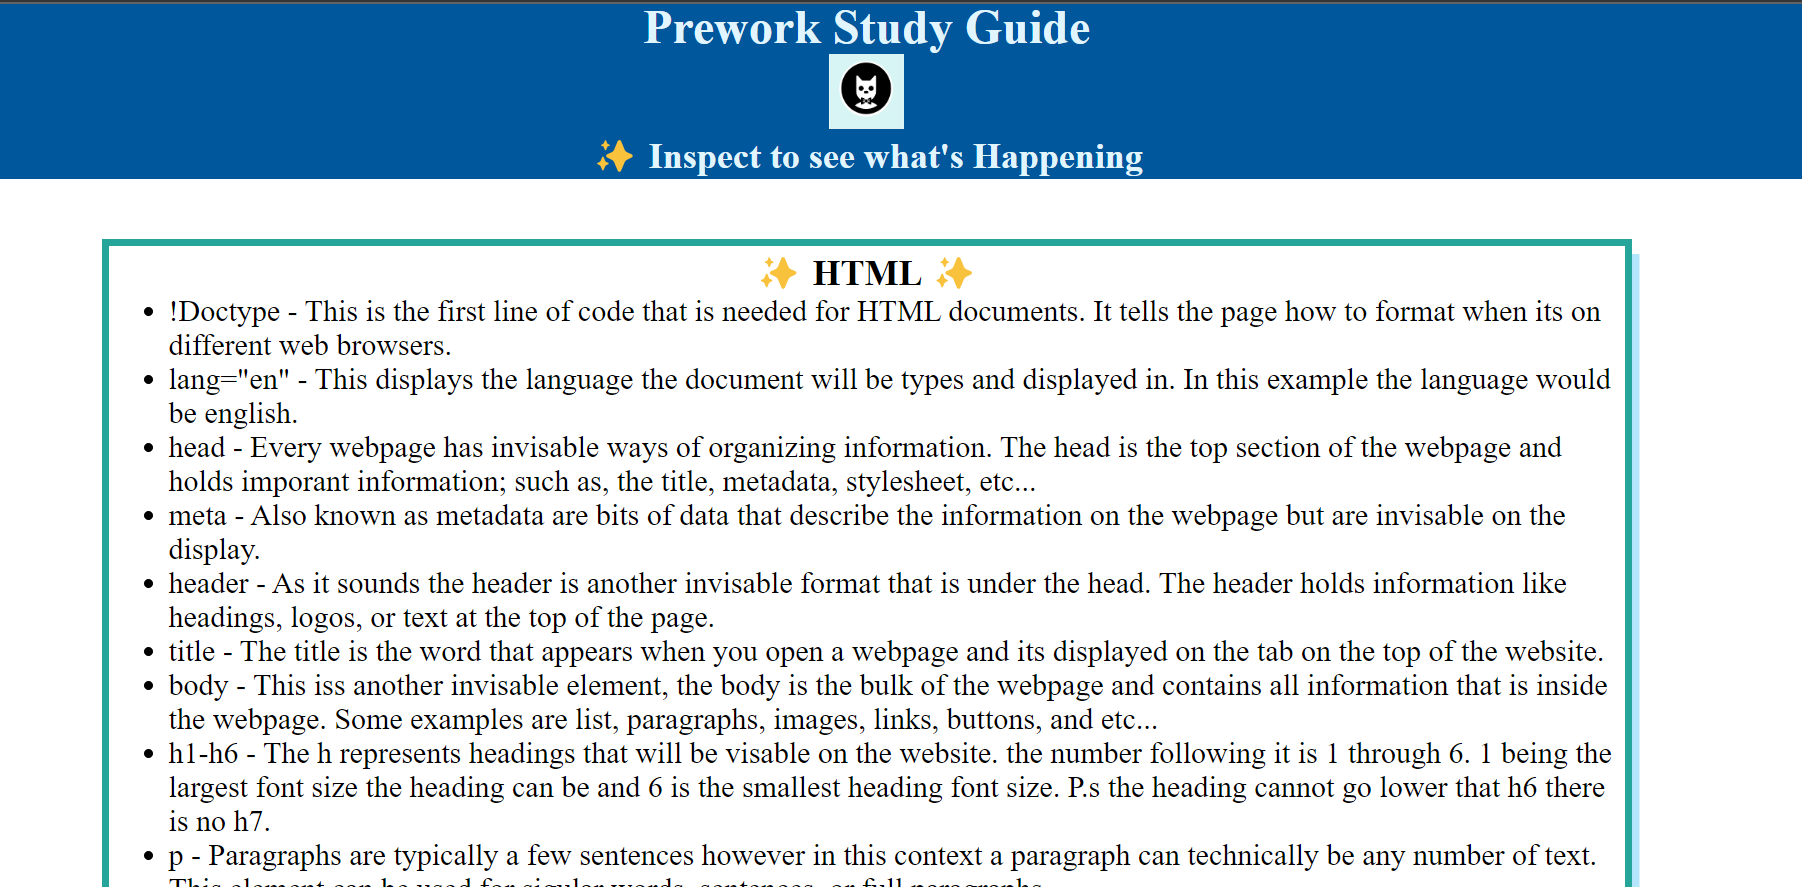 Prework Study Guide
✨ Inspect to see what's Happening
✨ HTML ✨
• !Doctype - This is the first line of code that is needed for HTML documents. It tells the page how to format when its on
different web browsers.
• lang="en" - This displays the language the document will be types and displayed in. In this example the language would
be english.
• head - Every webpage has invisable ways of organizing information. The head is the top section of the webpage and
holds imporant information; such as, the title, metadata, stylesheet, etc...
• meta - Also known as metadata are bits of data that describe the information on the webpage but are invisable on the
display.
• header - As it sounds the header is another invisable format that is under the head. The header holds information like
headings, logos, or text at the top of the page.
• title - The title is the word that appears when you open a webpage and its displayed on the tab on the top of the website.
• body - This iss another invisable element, the body is the bulk of the webpage and contains all information that is inside
the webpage. Some examples are list, paragraphs, images, links, buttons, and etc...
• h1-h6 - The h represents headings that will be visable on the website. the number following it is 1 through 6. 1 being the
largest font size the heading can be and 6 is the smallest heading font size. P.s the heading cannot go lower that h6 there
is no h7.
• p - Paragraphs are typically a few sentences however in this context a paragraph can technically be any number of text.
This element can be used for sigular words, sentences, or full paragraphs.